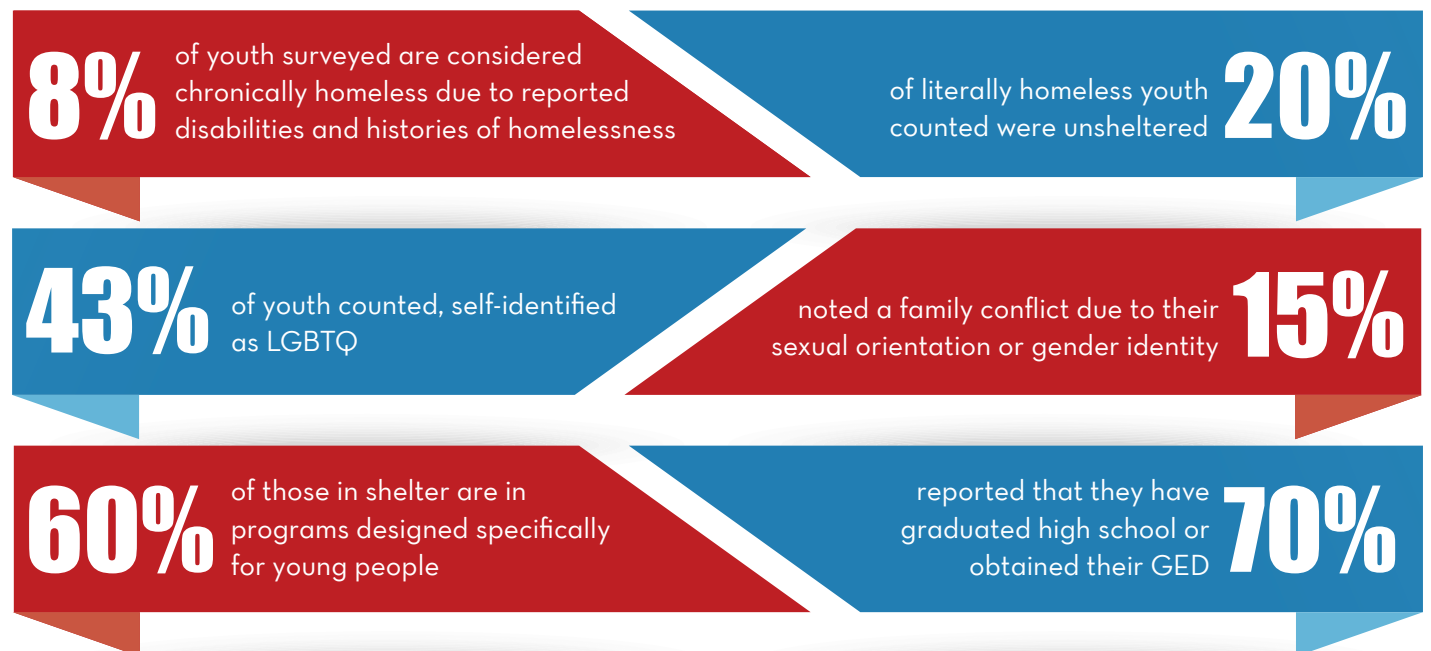 8%
of youth surveyed are considered
chronically homeless due to reported
disabilities and histories of homelessness
of literally homeless youth
counted were unsheltered
20%
43%
of youth counted, self-identified
as LGBTQ
noted a family conflict due to their
sexual orientation or gender identity
15%
60%
of those in shelter are in
programs designed specifically
for young people
reported that they have
graduated high school or
obtained their GED
70%